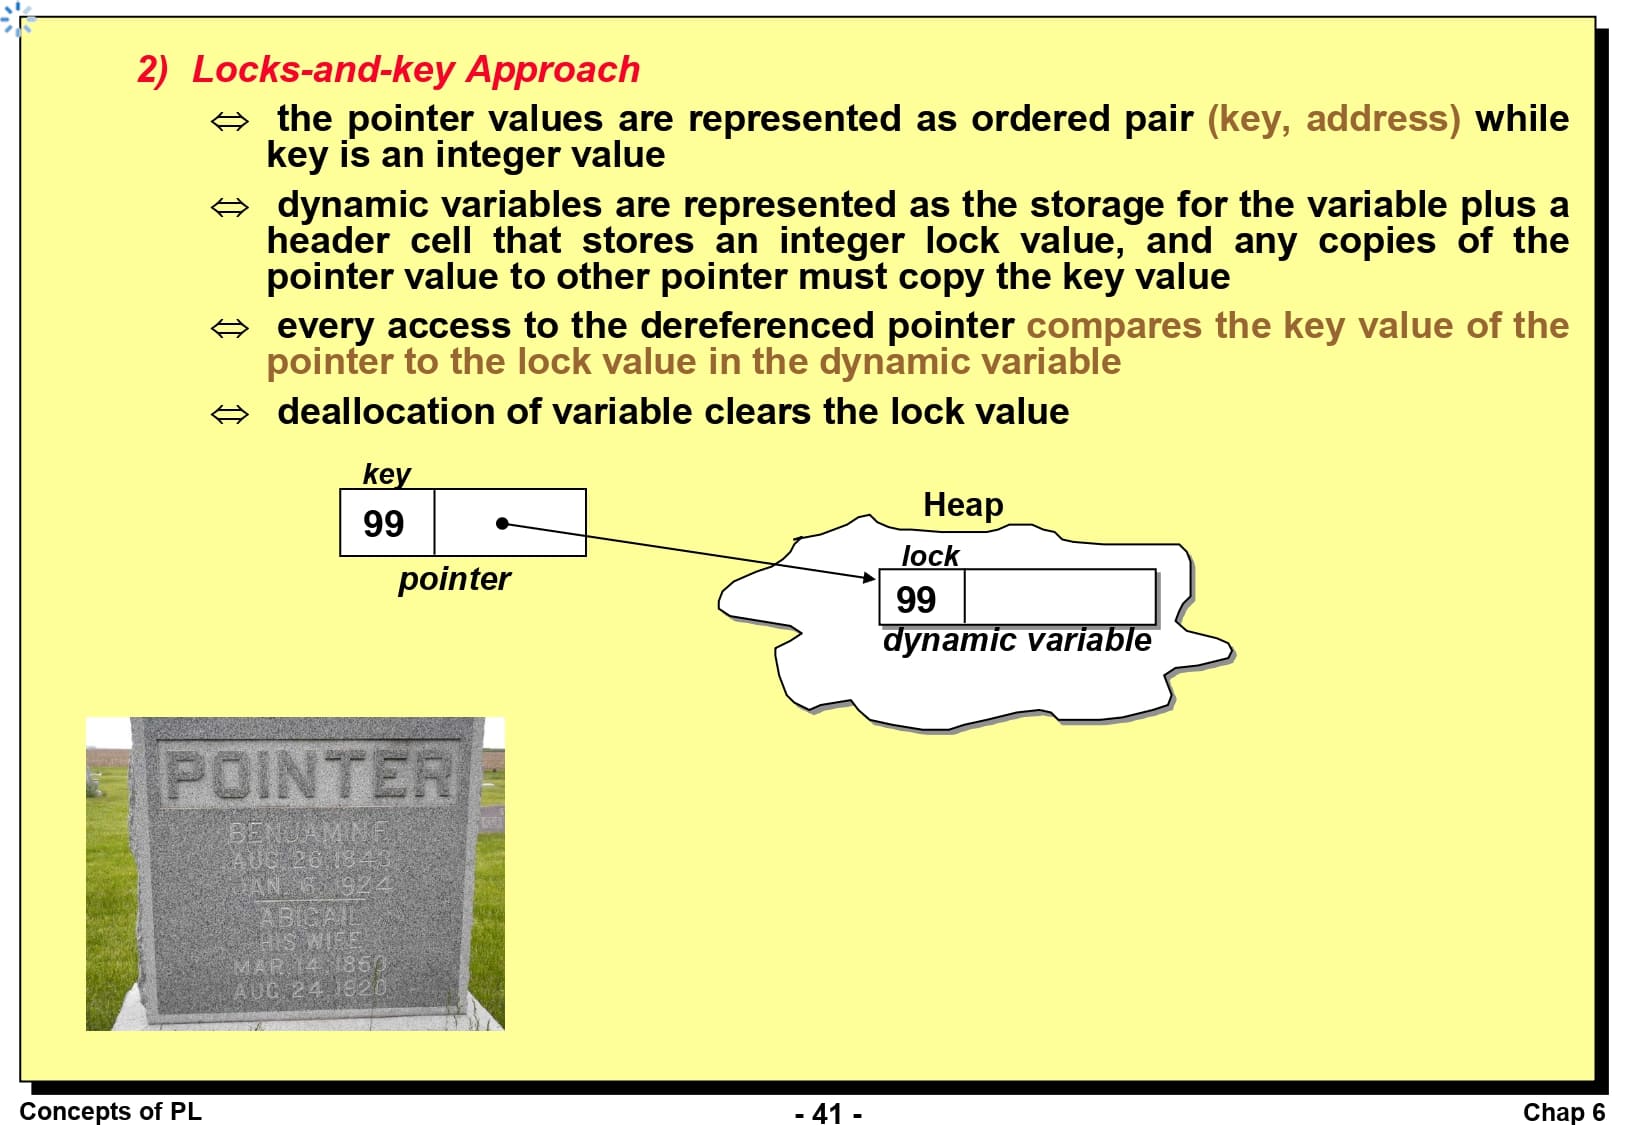 2) Locks-and-key Approach
⇔ the pointer values are represented as ordered pair (key, address) while
key is an integer value
⇔ dynamic variables are represented as the storage for the variable plus a
header cell that stores an integer lock value, and any copies of the
pointer value to other pointer must copy the key value
⇔ every access to the dereferenced pointer compares the key value of the
pointer to the lock value in the dynamic variable
⇔ deallocation of variable clears the lock value
key
99
pointer
Heap
lock
99
dynamic variable
POINTER
BENJAMIN F.
AUG. 26 1843
JAN. 6, 1924
ABIGAIL
HIS WIFE
MAR. 14 1850
AUG. 24 1920
Concepts of PL
- 41 -
Chap 6